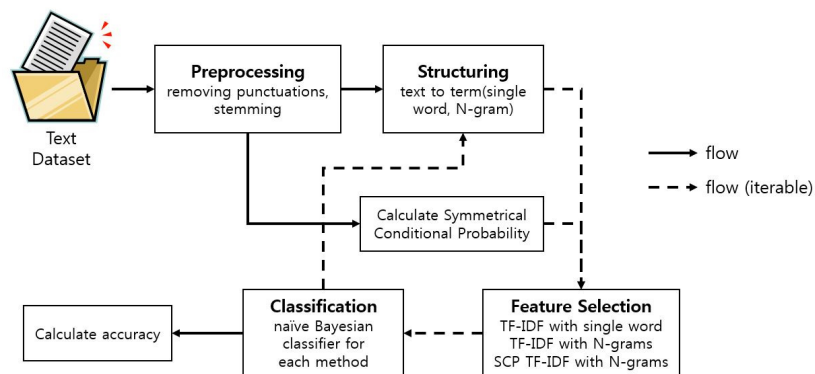 Text
Dataset
Preprocessing
removing punctuations,
stemming
Structuring
text to term(single
word, N-gram)
flow
flow (iterable)
Calculate Symmetrical
Conditional Probability
Calculate accuracy
Classification
naïve Bayesian
classifier for
each method
Feature Selection
TF-IDF with single word
TF-IDF with N-grams
SCP TF-IDF with N-grams